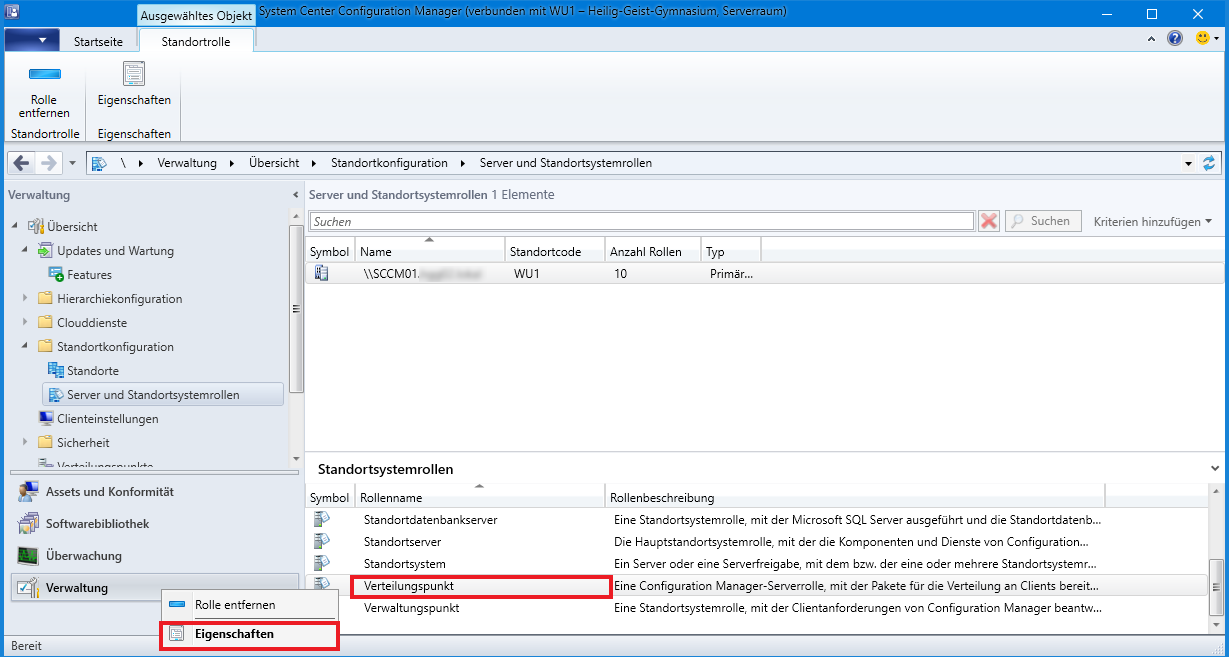 Ausgewähltes Objekt System Center Configuration Manager (verbunden mit WU1 – Heilig-Geist-Gymnasium, Serverraum)
Startseite Standortrolle
Rolle entfernen
Eigenschaften
Standortrolle Eigenschaften
\ Verwaltung Übersicht Standortkonfiguration Server und Standortsystemrollen
Verwaltung
Übersicht
Updates und Wartung
Features
Hierarchiekonfiguration
Clouddienste
Standortkonfiguration
Standorte
Server und Standortsystemrollen
Clienteinstellungen
Sicherheit
Verteilungspunkte
Assets und Konformität
Softwarebibliothek
Überwachung
Verwaltung
Server und Standortsystemrollen 1 Elemente
Suchen Suchen Kriterien hinzufügen
Symbol Name Standortcode Anzahl Rollen Typ
\\SCCM01. WU1 10 Primär...
Standortsystemrollen
Symbol Rollenname Rollenbeschreibung
Standortdatenbankserver Eine Standortsystemrolle, mit der Microsoft SQL Server ausgeführt und die Standortdatenb...
Standortserver Die Hauptstandortsystemrolle, mit der die Komponenten und Dienste von Configuration...
Standortsystem Ein Server oder eine Serverfreigabe, mit dem bzw. der eine oder mehrere Standortsystemr...
Verteilungspunkt Eine Configuration Manager-Serverrolle, mit der Pakete für die Verteilung an Clients bereit...
Verwaltungspunkt Eine Standortsystemrolle, mit der Clientanforderungen von Configuration Manager beantw...
Rolle entfernen
Eigenschaften
Bereit